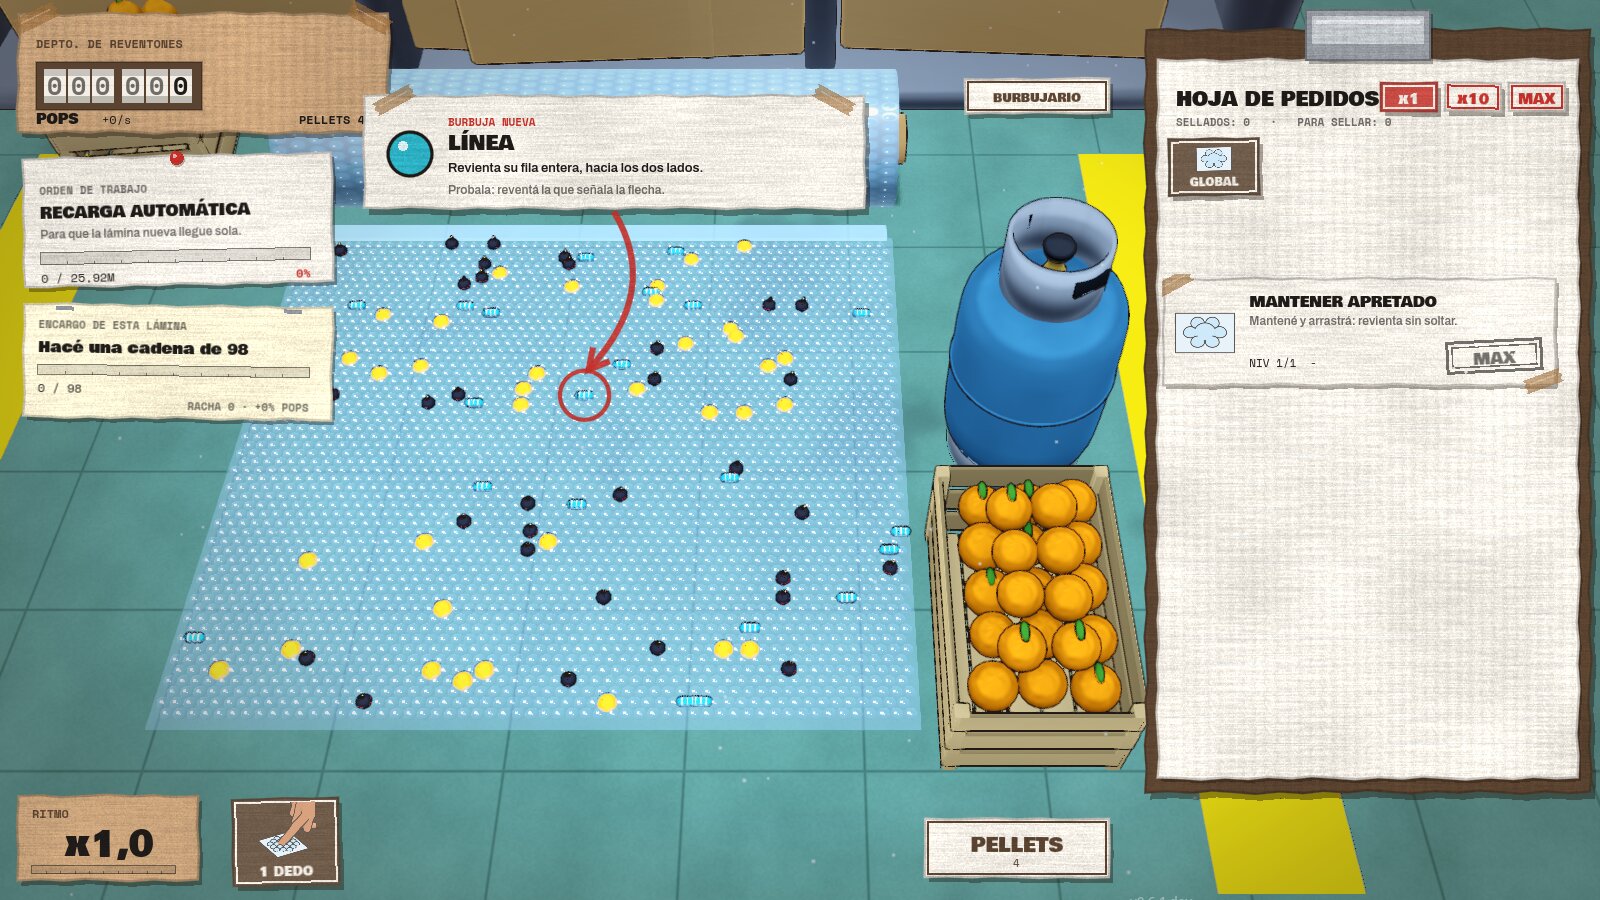 DEPTO. DE REVENTONES
000 000
POPS +0/s PELLETS 4
ORDEN DE TRABAJO
RECARGA AUTOMÁTICA
Para que la lámina nueva llegue sola.
0 / 25.92M 0%
ENCARGO DE ESTA LÁMINA
Hacé una cadena de 98
0 / 98
RACHA 0 · +0% POPS
BURBUJA NUEVA
LÍNEA
Revienta su fila entera, hacia los dos lados.
Probala: reventá la que señala la flecha.
BURBUJARIO
HOJA DE PEDIDOS x1 x10 MAX
SELLADOS: 0 · PARA SELLAR: 0
GLOBAL
MANTENER APRETADO
Mantené y arrastrá: revienta sin soltar.
NIV 1/1 - MAX
RITMO
x1,0
1 DEDO
PELLETS
4